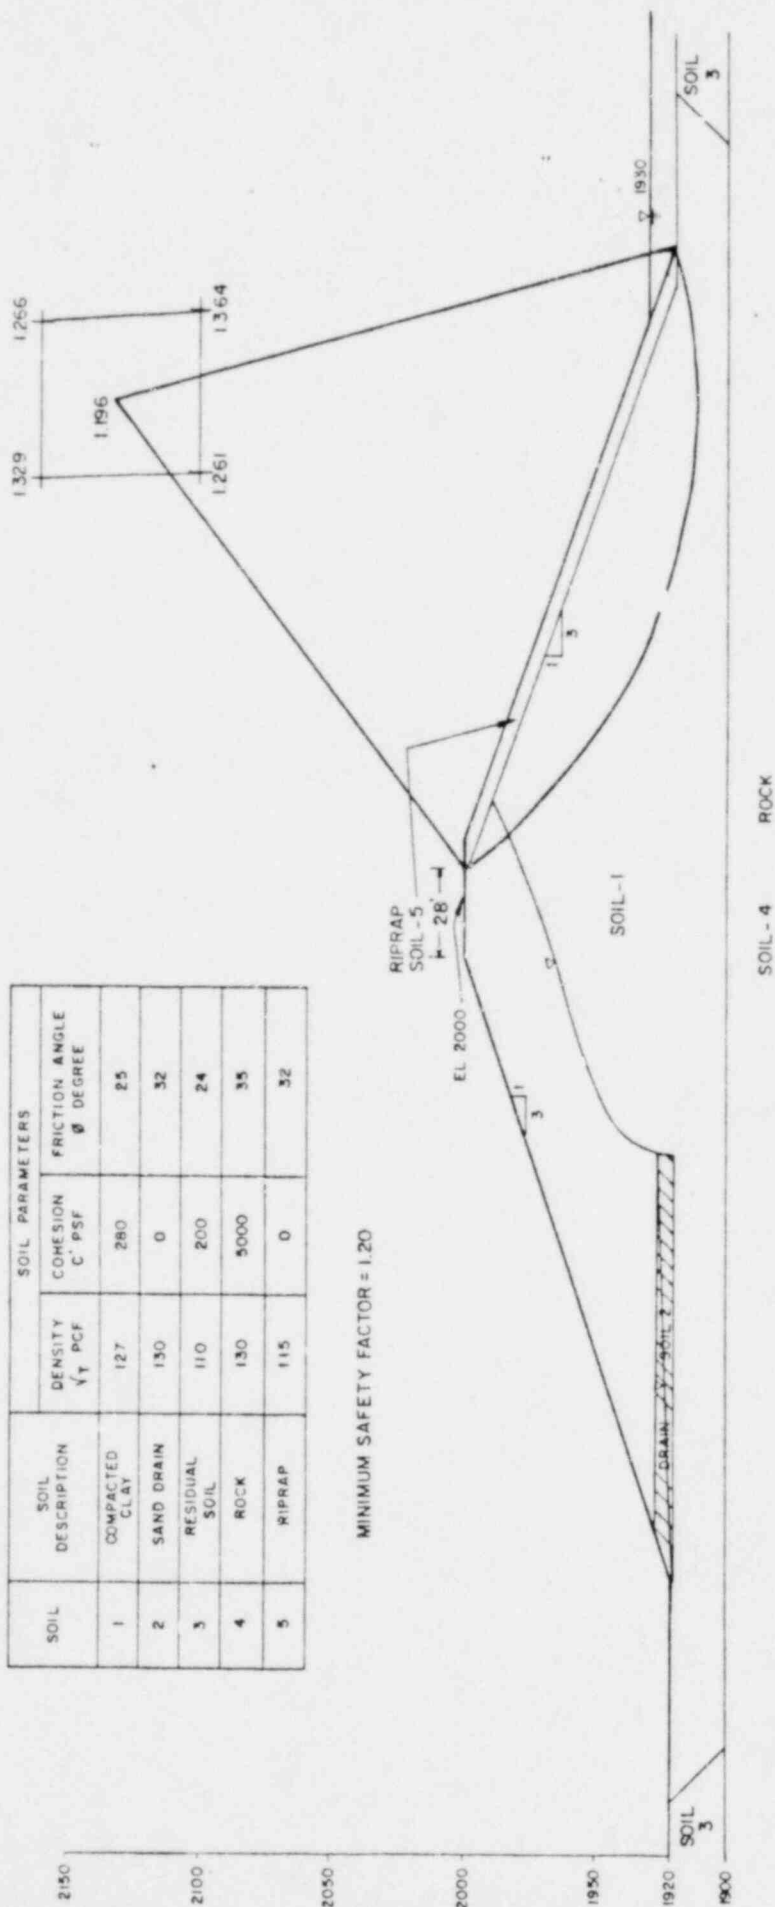 SOIL PARAMETERS
SOIL
SOIL DESCRIPTION
DENSITY √T PCF
COHESION C' PSF
FRICTION ANGLE Ø DEGREE
1 COMPACTED CLAY 127 280 25
2 SAND DRAIN 130 0 32
3 RESIDUAL SOIL 110 200 24
4 ROCK 130 5000 35
5 RIPRAP 115 0 32
MINIMUM SAFETY FACTOR = 1.20
1.329
1.266
1.196
1.261
1.364
2150
2100
2050
2000
1950
1920
1900
RIPRAP
SOIL-5
28'
EL 2000
1
3
1
3
1930
SOIL-1
DRAIN SOIL 2
SOIL
3
SOIL
3
SOIL-4 ROCK